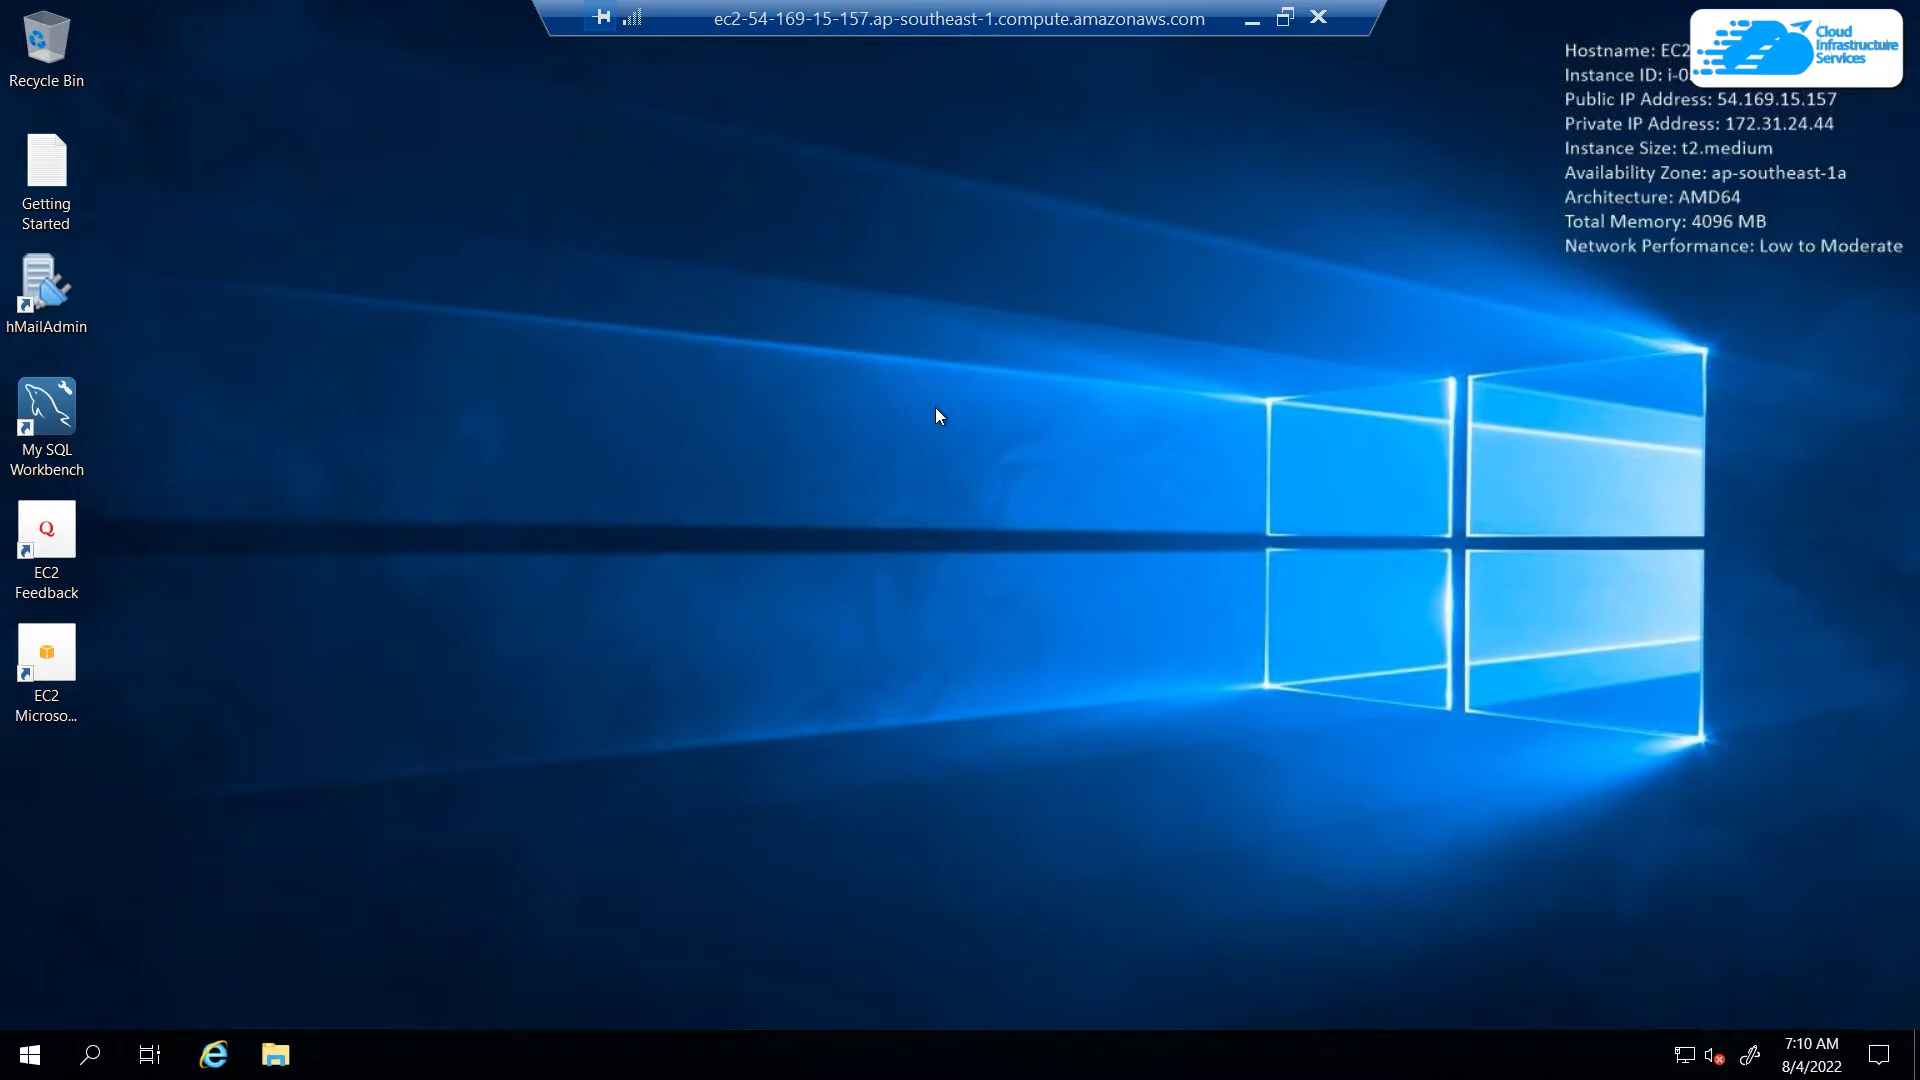 ec2-54-169-15-157.ap-southeast-1.compute.amazonaws.com
Cloud
Infrastructure
Services
Hostname: EC2
Instance ID: i-0
Public IP Address: 54.169.15.157
Private IP Address: 172.31.24.44
Instance Size: t2.medium
Availability Zone: ap-southeast-1a
Architecture: AMD64
Total Memory: 4096 MB
Network Performance: Low to Moderate
Recycle Bin
Getting
Started
hMailAdmin
My SQL
Workbench
Q
EC2
Feedback
EC2
Microso...
7:10 AM
8/4/2022